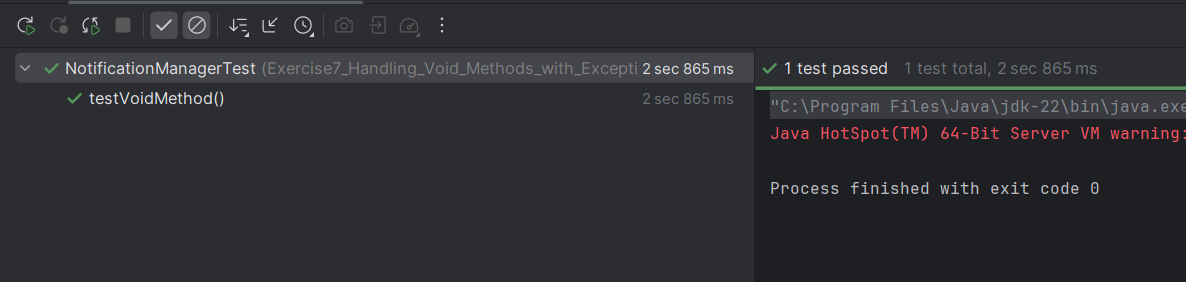 NotificationManagerTest (Exercise7_Handling_Void_Methods_with_Excepti 2 sec 865 ms
testVoidMethod() 2 sec 865 ms
1 test passed 1 test total, 2 sec 865 ms
"C:\Program Files\Java\jdk-22\bin\java.exe
Java HotSpot(TM) 64-Bit Server VM warning:
Process finished with exit code 0